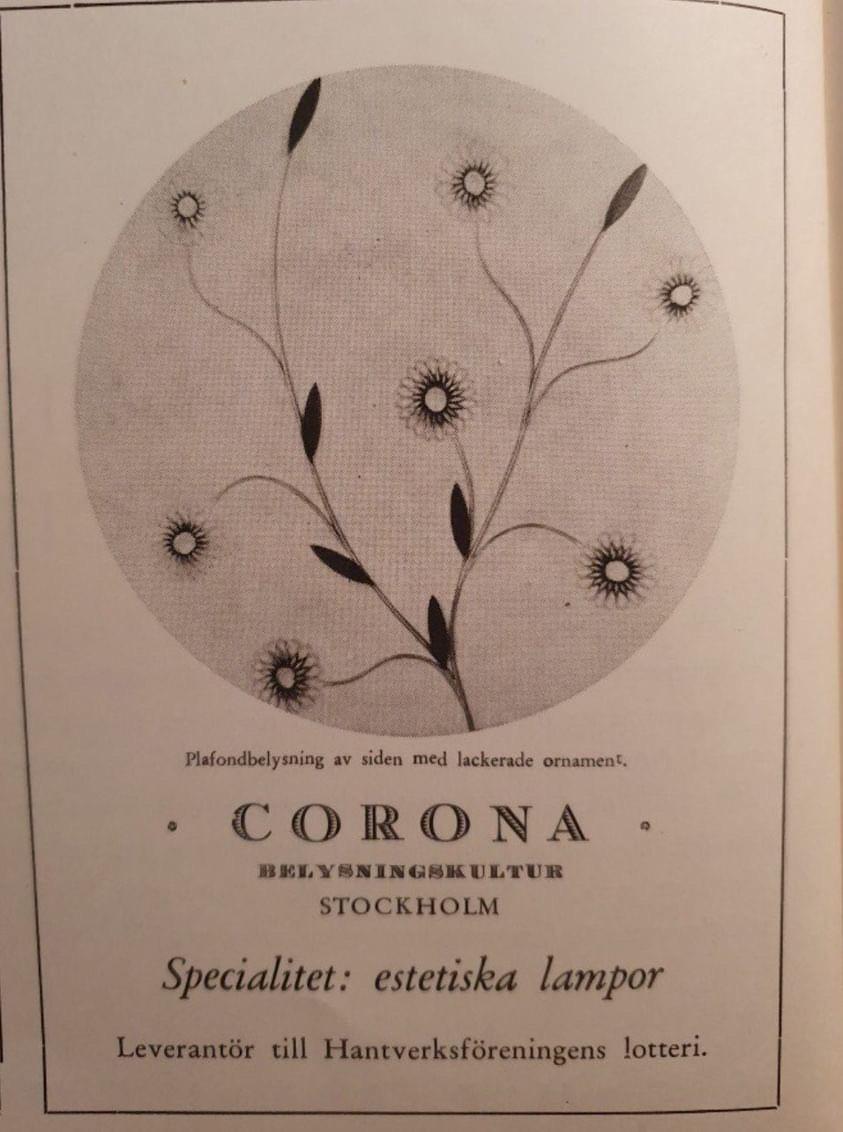 Plafondbelysning av siden med lackerade ornament.
CORONA
BELYSNINGSKULTUR
STOCKHOLM
Specialitet: estetiska lampor
Leverantör till Hantverksföreningens lotteri.